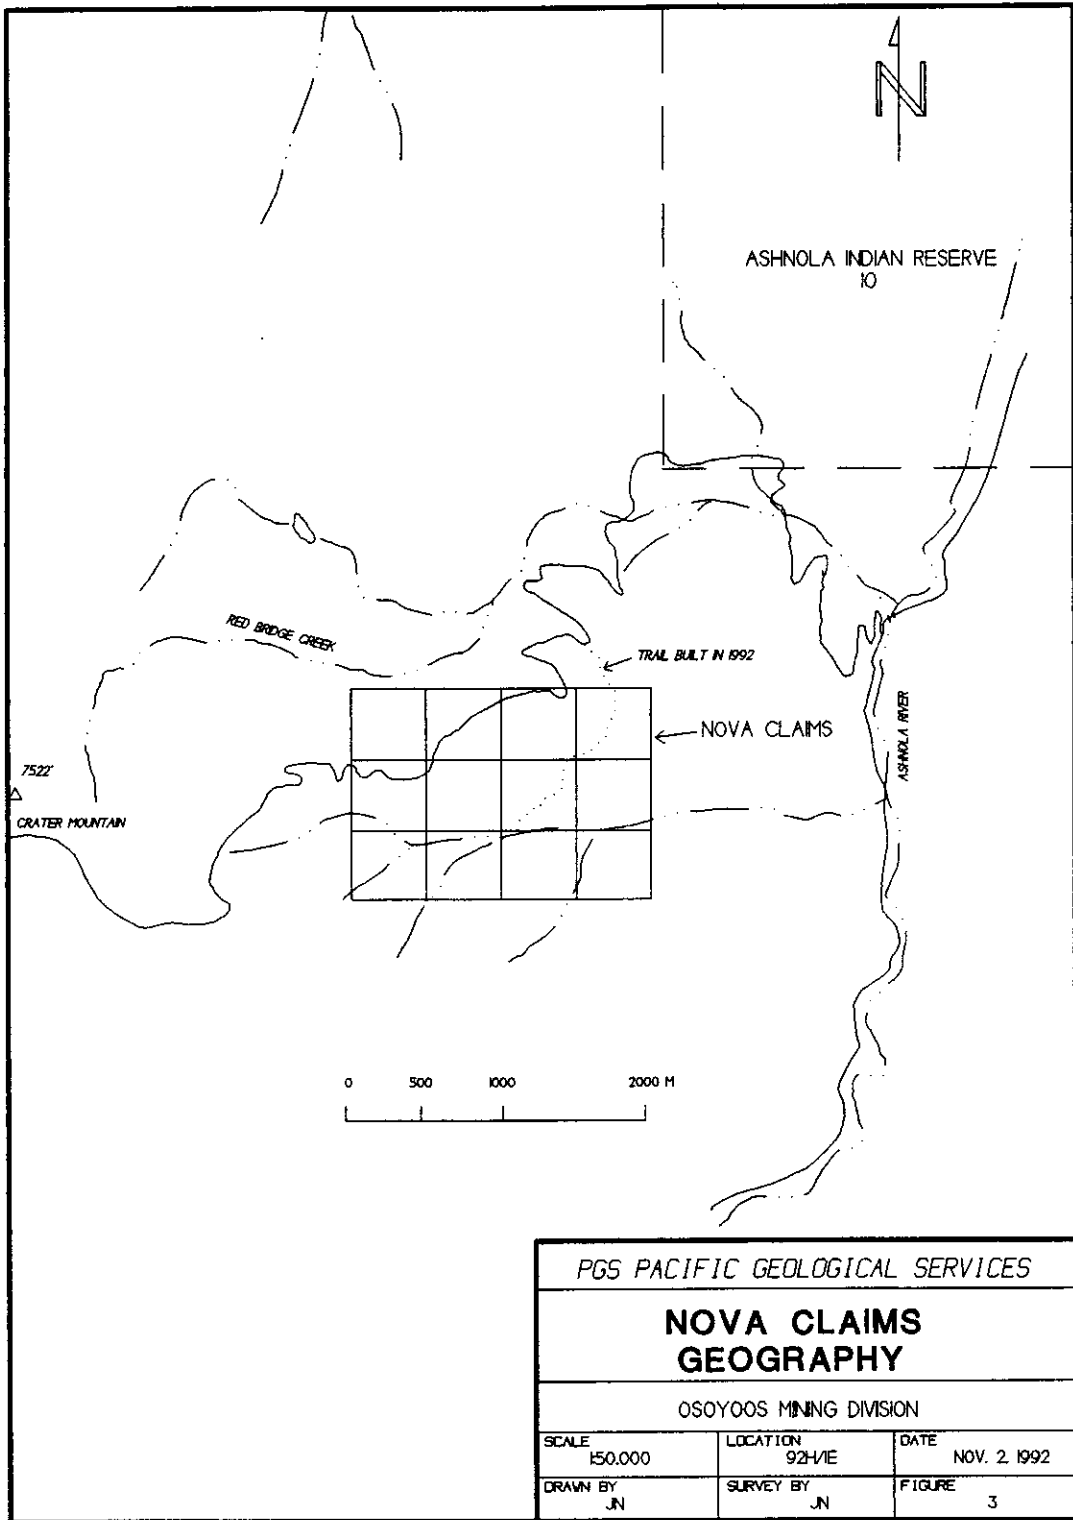 N
ASHNOLA INDIAN RESERVE
10
RED BRIDGE CREEK
TRAIL BUILT IN 1992
NOVA CLAIMS
ASHNOLA RIVER
7522'
CRATER MOUNTAIN
0 500 1000 2000 M
PGS PACIFIC GEOLOGICAL SERVICES
NOVA CLAIMS
GEOGRAPHY
OSOYOOS MINING DIVISION
SCALE
1:50.000
LOCATION
92H/1E
DATE
NOV. 2, 1992
DRAWN BY
JN
SURVEY BY
JN
FIGURE
3